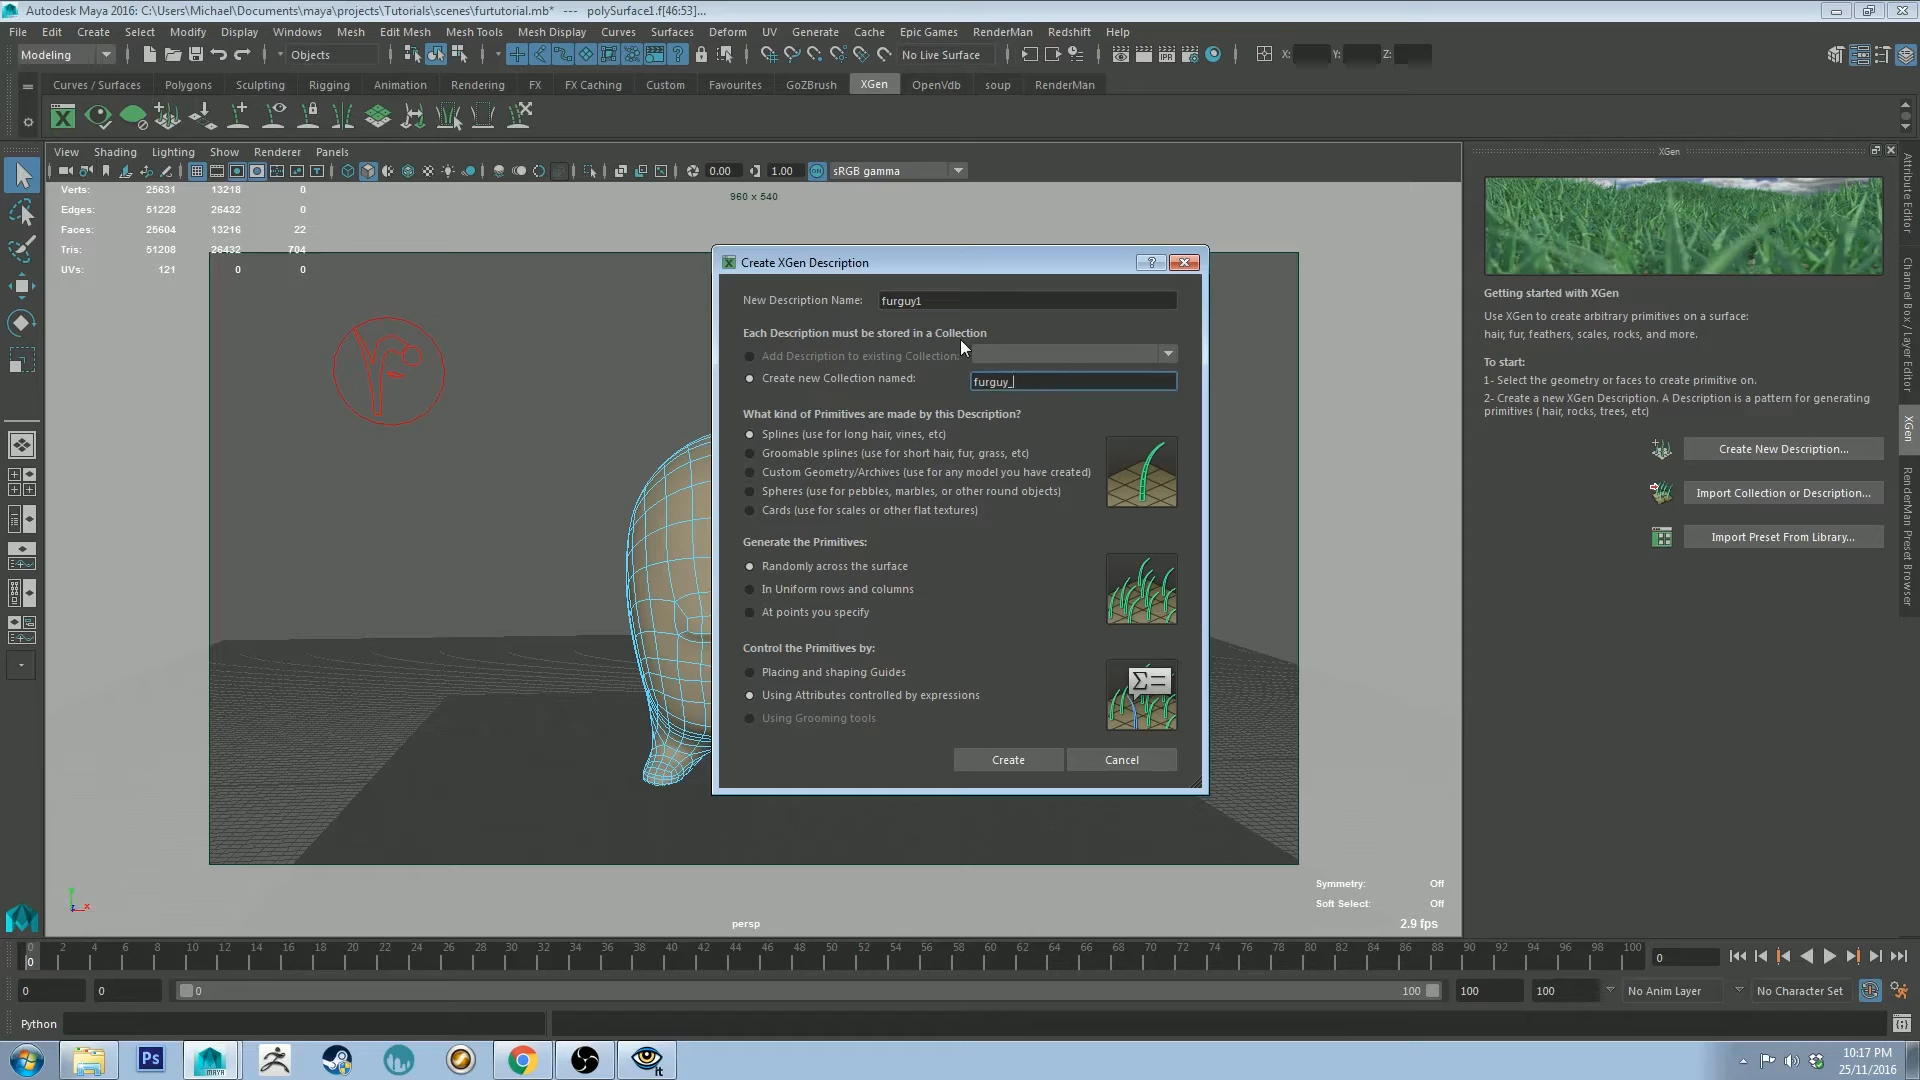 Autodesk Maya 2016: C:\Users\Michael\Documents\maya\projects\Tutorials\scenes\furtutorial.mb* --- polySurface1.f[46:53]...
File Edit Create Select Modify Display Windows Mesh Edit Mesh Mesh Tools Mesh Display Curves Surfaces Deform UV Generate Cache Epic Games RenderMan Redshift Help
Modeling Objects No Live Surface X: Y: Z:
Curves / Surfaces Polygons Sculpting Rigging Animation Rendering FX FX Caching Custom Favourites GoZBrush XGen OpenVdb soup RenderMan
View Shading Lighting Show Renderer Panels
0.00 1.00 sRGB gamma
Verts: 25631 13218 0
Edges: 51228 26432 0
Faces: 25604 13216 22
Tris: 51208 26432 704
UVs: 121 0 0
960 x 540
Create XGen Description
New Description Name: furguy1
Each Description must be stored in a Collection
Add Description to existing Collection:
Create new Collection named: furguy_
What kind of Primitives are made by this Description?
Splines (use for long hair, vines, etc)
Groomable splines (use for short hair, fur, grass, etc)
Custom Geometry/Archives (use for any model you have created)
Spheres (use for pebbles, marbles, or other round objects)
Cards (use for scales or other flat textures)
Generate the Primitives:
Randomly across the surface
In Uniform rows and columns
At points you specify
Control the Primitives by:
Placing and shaping Guides
Using Attributes controlled by expressions
Using Grooming tools
Create Cancel
XGen
Getting started with XGen
Use XGen to create arbitrary primitives on a surface:
hair, fur, feathers, scales, rocks, and more.
To start:
1- Select the geometry or faces to create primitive on.
2- Create a new XGen Description. A Description is a pattern for generating
primitives ( hair, rocks, trees, etc)
Create New Description...
Import Collection or Description...
Import Preset From Library...
Attribute Editor
Channel Box / Layer Editor
XGen
RenderMan Preset Browser
Symmetry: Off
Soft Select: Off
2.9 fps
persp
0 2 4 6 8 10 12 14 16 18 20 22 24 26 28 30 32 34 36 38 40 42 44 46 48 50 52 54 56 58 60 62 64 66 68 70 72 74 76 78 80 82 84 86 88 90 92 94 96 98 100
0 0
0 0 0 100 100 100 No Anim Layer No Character Set
Python
10:17 PM
25/11/2016